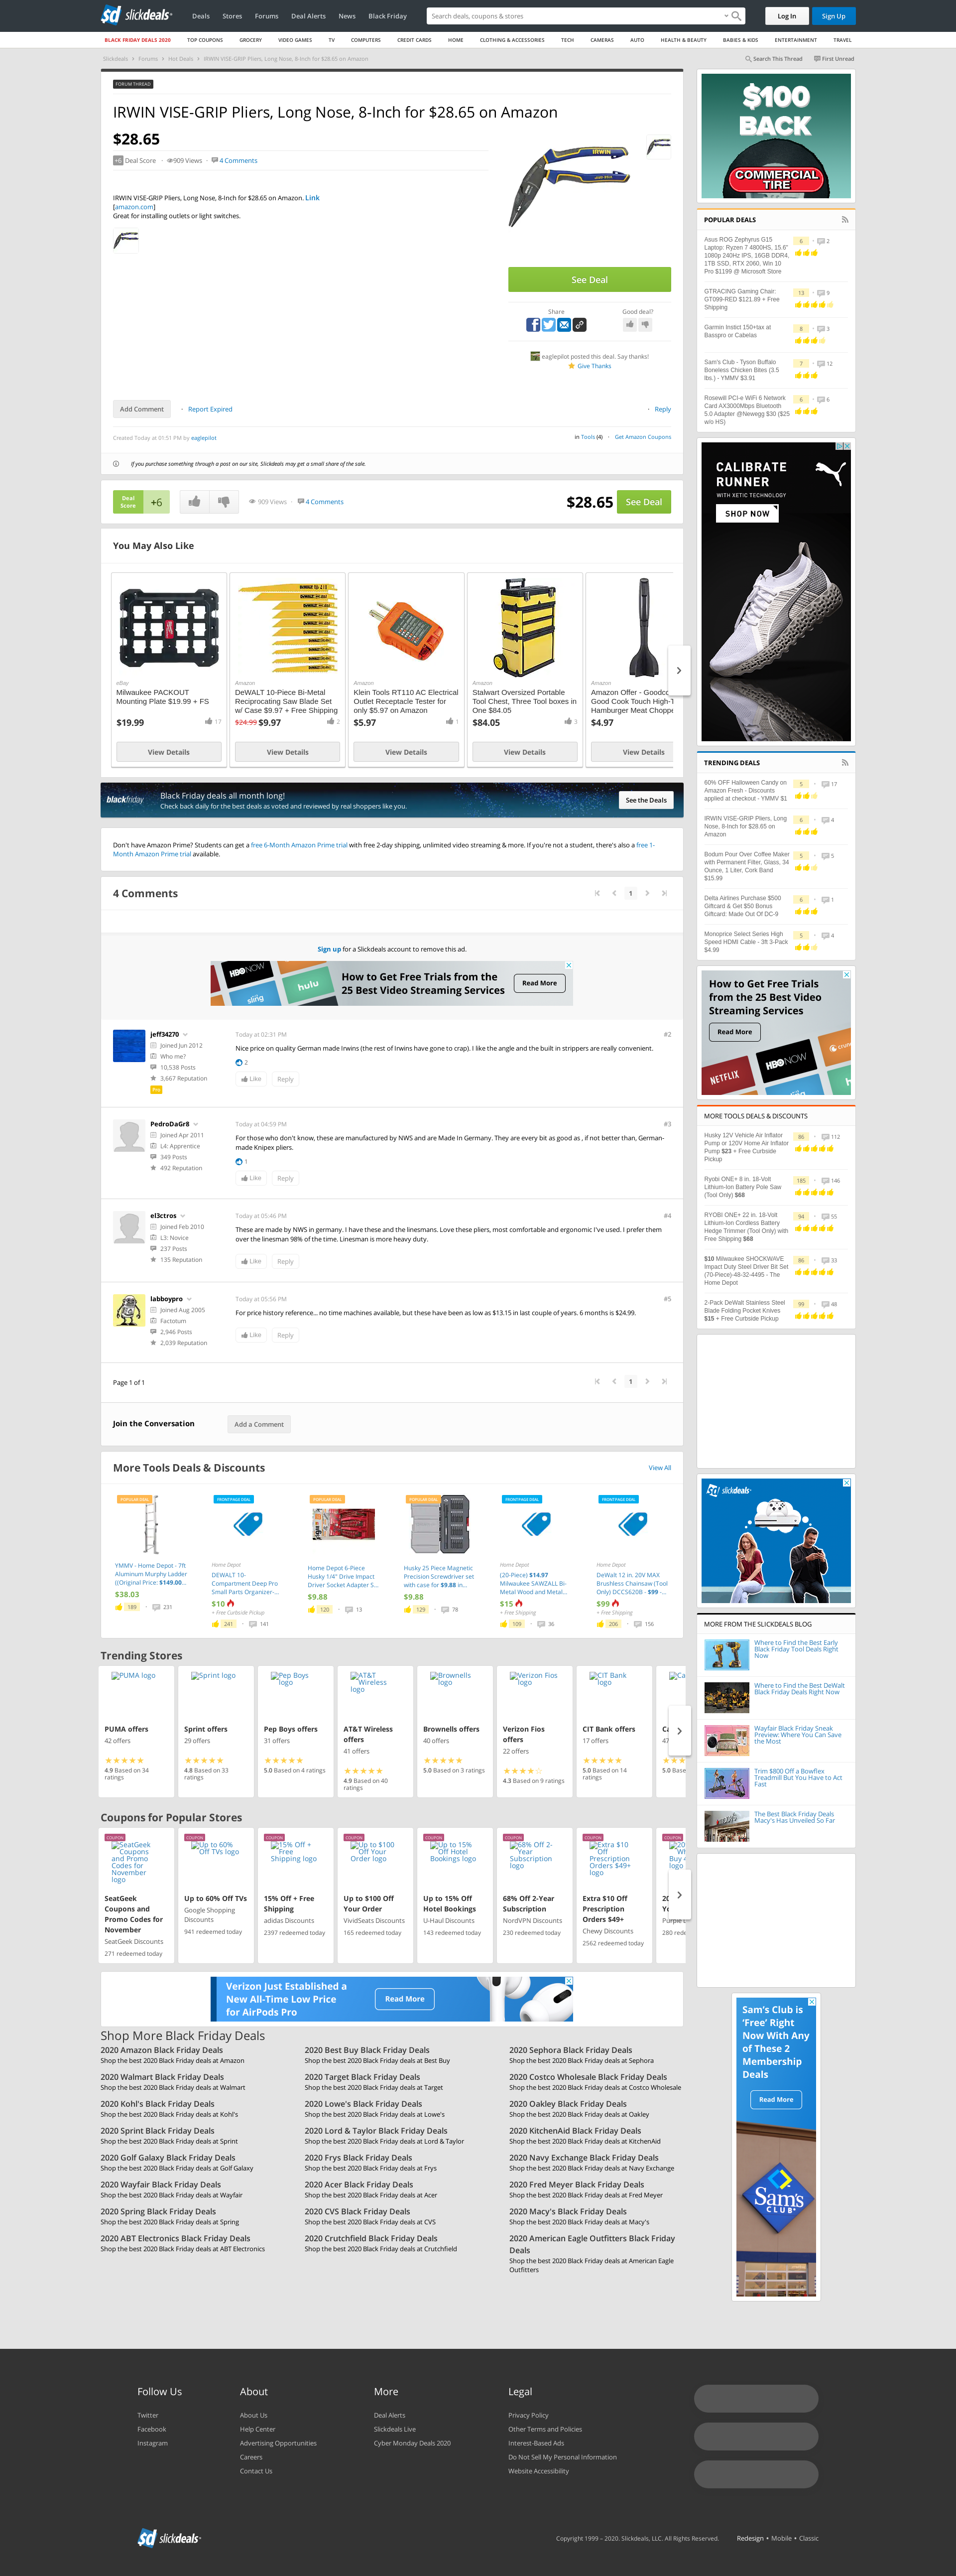 slickdeals
Deals Stores Forums Deal Alerts News Black Friday
Search deals, coupons & stores
Log In Sign Up
BLACK FRIDAY DEALS 2020 TOP COUPONS GROCERY VIDEO GAMES TV COMPUTERS CREDIT CARDS HOME CLOTHING & ACCESSORIES TECH CAMERAS AUTO HEALTH & BEAUTY BABIES & KIDS ENTERTAINMENT TRAVEL
Slickdeals Forums Hot Deals IRWIN VISE-GRIP Pliers, Long Nose, 8-Inch for $28.65 on Amazon
Search This Thread First Unread
FORUM THREAD
IRWIN VISE-GRIP Pliers, Long Nose, 8-Inch for $28.65 on Amazon
$28.65
+6 Deal Score 909 Views 4 Comments
IRWIN VISE-GRIP Pliers, Long Nose, 8-Inch for $28.65 on Amazon. Link
[amazon.com]
Great for installing outlets or light switches.
See Deal
Share Good deal?
eaglepilot posted this deal. Say thanks!
Give Thanks
Add Comment Report Expired Reply
Created Today at 01:51 PM by eaglepilot
in Tools (4) Get Amazon Coupons
If you purchase something through a post on our site, Slickdeals may get a small share of the sale.
Deal Score +6
909 Views 4 Comments
$28.65 See Deal
You May Also Like
eBay
Milwaukee PACKOUT Mounting Plate $19.99 + FS
$19.99 17
View Details
Amazon
DeWALT 10-Piece Bi-Metal Reciprocating Saw Blade Set w/ Case $9.97 + Free Shipping
$24.99 $9.97 2
View Details
Amazon
Klein Tools RT110 AC Electrical Outlet Receptacle Tester for only $5.97 on Amazon
$5.97 1
View Details
Amazon
Stalwart Oversized Portable Tool Chest, Three Tool boxes in One $84.05
$84.05 3
View Details
Amazon
Amazon Offer - Goodco
Good Cook Touch High-T
Hamburger Meat Choppe
$4.97
View Details
blackfriday
Black Friday deals all month long!
Check back daily for the best deals as voted and reviewed by real shoppers like you.
See the Deals
Don't have Amazon Prime? Students can get a free 6-Month Amazon Prime trial with free 2-day shipping, unlimited video streaming & more. If you're not a student, there's also a free 1-
Month Amazon Prime trial available.
4 Comments
1
Sign up for a Slickdeals account to remove this ad.
HBO NOW sling hulu
How to Get Free Trials from the
25 Best Video Streaming Services
Read More
jeff34270
Joined Jun 2012
Who me?
10,538 Posts
3,667 Reputation
Pro
Today at 02:31 PM #2
Nice price on quality German made Irwins (the rest of Irwins have gone to crap). I like the angle and the built in strippers are really convenient.
2
Like Reply
PedroDaGr8
Joined Apr 2011
L4: Apprentice
349 Posts
492 Reputation
Today at 04:59 PM #3
For those who don't know, these are manufactured by NWS and are Made In Germany. They are every bit as good as , if not better than, German-
made Knipex pliers.
1
Like Reply
el3ctros
Joined Feb 2010
L3: Novice
237 Posts
135 Reputation
Today at 05:46 PM #4
These are made by NWS in germany. I have these and the linesmans. Love these pliers, most comfortable and ergonomic I've used. I prefer them
over the linesman 98% of the time. Linesman is more heavy duty.
Like Reply
labboypro
Joined Aug 2005
Factotum
2,946 Posts
2,039 Reputation
Today at 05:56 PM #5
For price history reference... no time machines available, but these have been as low as $13.15 in last couple of years. 6 months is $24.99.
Like Reply
Page 1 of 1
1
Join the Conversation Add a Comment
More Tools Deals & Discounts View All
POPULAR DEAL
YMMV - Home Depot - 7ft Aluminum Murphy Ladder ((Original Price: $149.00...
$38.03
189 231
FRONTPAGE DEAL
Home Depot
DEWALT 10-Compartment Deep Pro Small Parts Organizer-...
$10
+ Free Curbside Pickup
241 141
POPULAR DEAL
Home Depot 6-Piece Husky 1/4" Drive Impact Driver Socket Adapter S...
$9.88
120 13
POPULAR DEAL
Husky 25 Piece Magnetic Precision Screwdriver set with case for $9.88 in...
$9.88
129 78
FRONTPAGE DEAL
Home Depot
(20-Piece) $14.97 Milwaukee SAWZALL Bi-Metal Wood and Metal...
$15
+ Free Shipping
109 36
FRONTPAGE DEAL
Home Depot
DeWalt 12 in. 20V MAX Brushless Chainsaw (Tool Only) DCCS620B - $99 -...
$99
+ Free Shipping
206 156
Trending Stores
PUMA logo
PUMA offers
42 offers
4.9 Based on 34 ratings
Sprint logo
Sprint offers
29 offers
4.8 Based on 33 ratings
Pep Boys logo
Pep Boys offers
31 offers
5.0 Based on 4 ratings
AT&T Wireless logo
AT&T Wireless offers
41 offers
4.9 Based on 40 ratings
Brownells logo
Brownells offers
40 offers
5.0 Based on 3 ratings
Verizon Fios logo
Verizon Fios offers
22 offers
4.3 Based on 9 ratings
CIT Bank logo
CIT Bank offers
17 offers
5.0 Based on 14 ratings
Ca
Ca
47
5.0 Base
Coupons for Popular Stores
COUPON
SeatGeek Coupons and Promo Codes for November logo
SeatGeek Coupons and Promo Codes for November
SeatGeek Discounts
271 redeemed today
COUPON
Up to 60% Off TVs logo
Up to 60% Off TVs
Google Shopping Discounts
941 redeemed today
COUPON
15% Off + Free Shipping logo
15% Off + Free Shipping
adidas Discounts
2397 redeemed today
COUPON
Up to $100 Off Your Order logo
Up to $100 Off Your Order
VividSeats Discounts
165 redeemed today
COUPON
Up to 15% Off Hotel Bookings logo
Up to 15% Off Hotel Bookings
U-Haul Discounts
143 redeemed today
COUPON
68% Off 2-Year Subscription logo
68% Off 2-Year Subscription
NordVPN Discounts
230 redeemed today
COUPON
Extra $10 Off Prescription Orders $49+ logo
Extra $10 Off Prescription Orders $49+
Chewy Discounts
2562 redeemed today
COUPON
Verizon Just Established a
New All-Time Low Price
for AirPods Pro
Read More
Shop More Black Friday Deals
2020 Amazon Black Friday Deals
Shop the best 2020 Black Friday deals at Amazon
2020 Walmart Black Friday Deals
Shop the best 2020 Black Friday deals at Walmart
2020 Kohl's Black Friday Deals
Shop the best 2020 Black Friday deals at Kohl's
2020 Sprint Black Friday Deals
Shop the best 2020 Black Friday deals at Sprint
2020 Golf Galaxy Black Friday Deals
Shop the best 2020 Black Friday deals at Golf Galaxy
2020 Wayfair Black Friday Deals
Shop the best 2020 Black Friday deals at Wayfair
2020 Spring Black Friday Deals
Shop the best 2020 Black Friday deals at Spring
2020 ABT Electronics Black Friday Deals
Shop the best 2020 Black Friday deals at ABT Electronics
2020 Best Buy Black Friday Deals
Shop the best 2020 Black Friday deals at Best Buy
2020 Target Black Friday Deals
Shop the best 2020 Black Friday deals at Target
2020 Lowe's Black Friday Deals
Shop the best 2020 Black Friday deals at Lowe's
2020 Lord & Taylor Black Friday Deals
Shop the best 2020 Black Friday deals at Lord & Taylor
2020 Frys Black Friday Deals
Shop the best 2020 Black Friday deals at Frys
2020 Acer Black Friday Deals
Shop the best 2020 Black Friday deals at Acer
2020 CVS Black Friday Deals
Shop the best 2020 Black Friday deals at CVS
2020 Crutchfield Black Friday Deals
Shop the best 2020 Black Friday deals at Crutchfield
2020 Sephora Black Friday Deals
Shop the best 2020 Black Friday deals at Sephora
2020 Costco Wholesale Black Friday Deals
Shop the best 2020 Black Friday deals at Costco Wholesale
2020 Oakley Black Friday Deals
Shop the best 2020 Black Friday deals at Oakley
2020 KitchenAid Black Friday Deals
Shop the best 2020 Black Friday deals at KitchenAid
2020 Navy Exchange Black Friday Deals
Shop the best 2020 Black Friday deals at Navy Exchange
2020 Fred Meyer Black Friday Deals
Shop the best 2020 Black Friday deals at Fred Meyer
2020 Macy's Black Friday Deals
Shop the best 2020 Black Friday deals at Macy's
2020 American Eagle Outfitters Black Friday
Deals
Shop the best 2020 Black Friday deals at American Eagle
Outfitters
$100
BACK
COMMERCIAL
TIRE
POPULAR DEALS
Asus ROG Zephyrus G15 Laptop: Ryzen 7 4800HS, 15.6" 1080p 240Hz IPS, 16GB DDR4, 1TB SSD, RTX 2060, Win 10 Pro $1199 @ Microsoft Store
6 2
GTRACING Gaming Chair: GT099-RED $121.89 + Free Shipping
13 9
Garmin Instict 150+tax at Basspro or Cabelas
8 3
Sam's Club - Tyson Buffalo Boneless Chicken Bites (3.5 lbs.) - YMMV $3.91
7 12
Rosewill PCI-e WiFi 6 Network Card AX3000Mbps Bluetooth 5.0 Adapter @Newegg $30 ($25 w/s HS)
6 6
CALIBRATE
RUNNER
WITH XETIC TECHNOLOGY
SHOP NOW
TRENDING DEALS
60% OFF Halloween Candy on Amazon Fresh - Discounts applied at checkout - YMMV $1
5 17
IRWIN VISE-GRIP Pliers, Long Nose, 8-Inch for $28.65 on Amazon
6 4
Bodum Pour Over Coffee Maker with Permanent Filter, Glass, 34 Ounce, 1 Liter, Cork Band $15.99
5 5
Delta Airlines Purchase $500 Giftcard & Get $50 Bonus Giftcard: Made Out Of DC-9
6 1
Monoprice Select Series High Speed HDMI Cable - 3ft 3-Pack $4.99
5 4
How to Get Free Trials
from the 25 Best Video
Streaming Services
Read More
NETFLIX HBO NOW sling hulu
MORE TOOLS DEALS & DISCOUNTS
Husky 12V Vehicle Air Inflator Pump or 120V Home Air Inflator Pump $23 + Free Curbside Pickup
86 112
Ryobi ONE+ 8 in. 18-Volt Lithium-Ion Battery Pole Saw (Tool Only) $68
185 146
RYOBI ONE+ 22 in. 18-Volt Lithium-Ion Cordless Battery Hedge Trimmer (Tool Only) with Free Shipping $68
94 55
$10 Milwaukee SHOCKWAVE Impact Duty Steel Driver Bit Set (70-Piece)-48-32-4495 - The Home Depot
86 33
2-Pack DeWalt Stainless Steel Blade Folding Pocket Knives $15 + Free Curbside Pickup
99 48
slickdeals
MORE FROM THE SLICKDEALS BLOG
Where to Find the Best Early Black Friday Tool Deals Right Now
Where to Find the Best DeWalt Black Friday Deals Right Now
Wayfair Black Friday Sneak Preview: Where You Can Save the Most
Trim $800 Off a Bowflex Treadmill But You Have to Act Fast
The Best Black Friday Deals Macy's Has Unveiled So Far
Sam's Club is
'Free' Right
Now With Any
of These 2
Membership
Deals
Read More
Sam's
CLUB
Follow Us
Twitter
Facebook
Instagram
About
About Us
Help Center
Advertising Opportunities
Careers
Contact Us
More
Deal Alerts
Slickdeals Live
Cyber Monday Deals 2020
Legal
Privacy Policy
Other Terms and Policies
Interest-Based Ads
Do Not Sell My Personal Information
Website Accessibility
slickdeals
Copyright 1999 - 2020. Slickdeals, LLC. All Rights Reserved. Redesign • Mobile • Classic